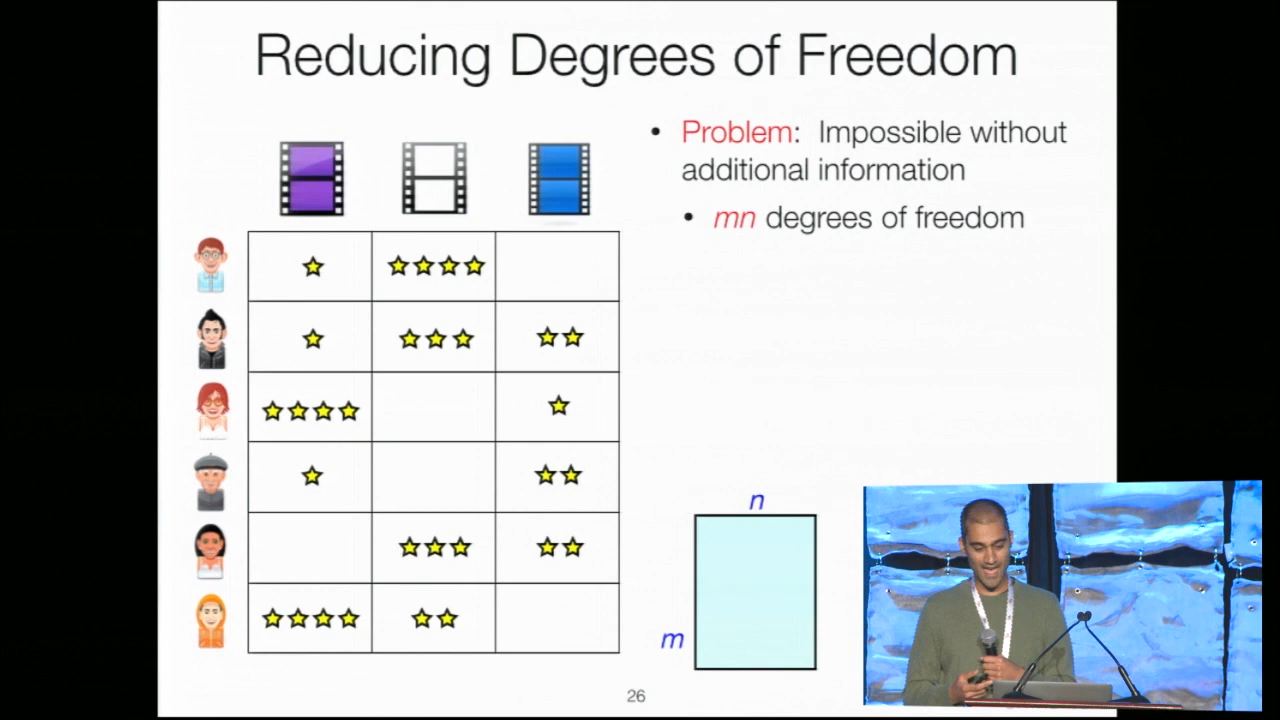 Reducing Degrees of Freedom
• Problem: Impossible without
additional information
• mn degrees of freedom
n
m
26